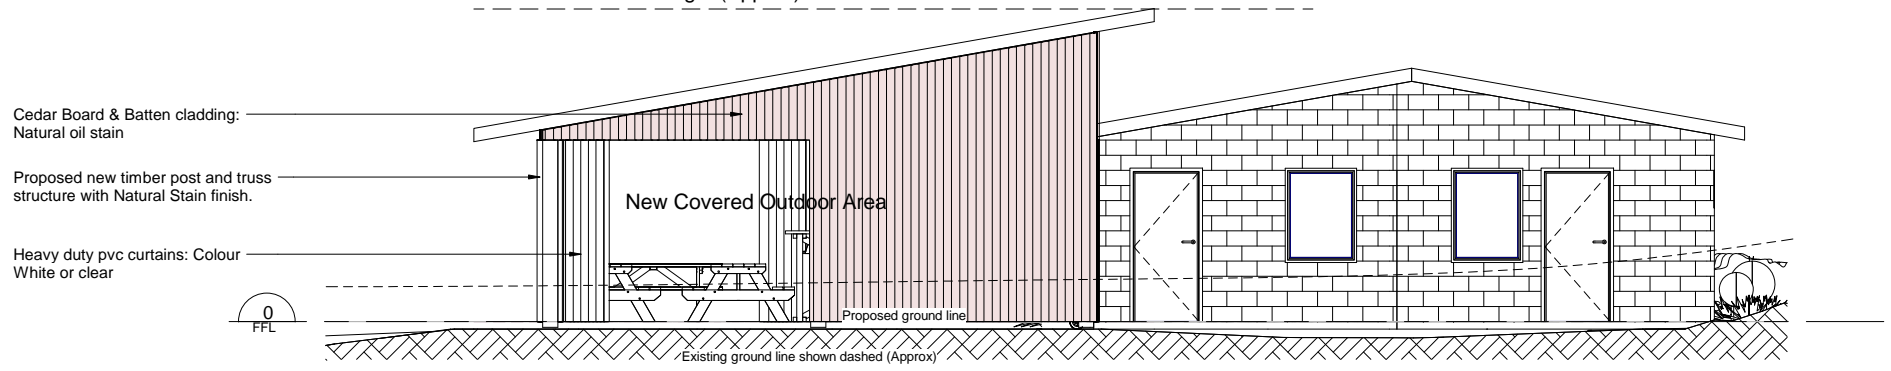 Cedar Board & Batten cladding:
Natural oil stain
Proposed new timber post and truss
structure with Natural Stain finish.
New Covered Outdoor Area
Heavy duty pvc curtains: Colour
White or clear
0
FFL
Proposed ground line
Existing ground line shown dashed (Approx)